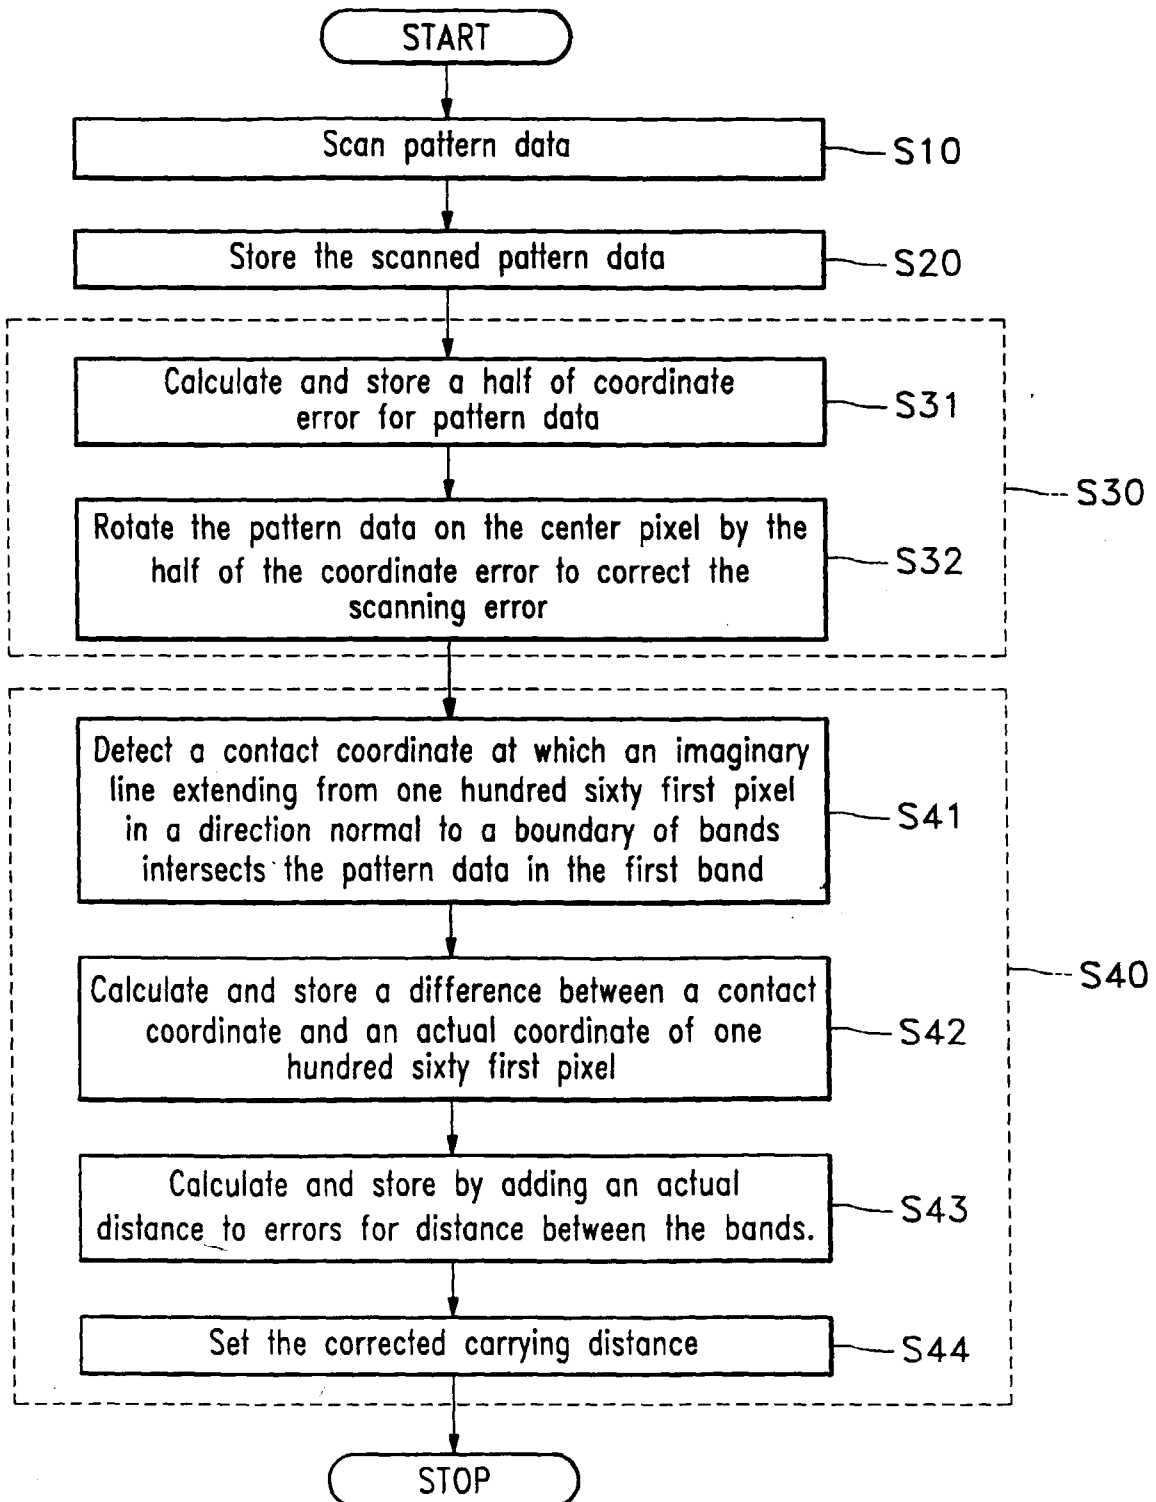 START
Scan pattern data
S10
Store the scanned pattern data
S20
Calculate and store a half of coordinate
error for pattern data
S31
S30
Rotate the pattern data on the center pixel by the
half of the coordinate error to correct the
scanning error
S32
Detect a contact coordinate at which an imaginary
line extending from one hundred sixty first pixel
in a direction normal to a boundary of bands
intersects the pattern data in the first band
S41
S40
Calculate and store a difference between a contact
coordinate and an actual coordinate of one
hundred sixty first pixel
S42
Calculate and store by adding an actual
distance to errors for distance between the bands.
S43
Set the corrected carrying distance
S44
STOP